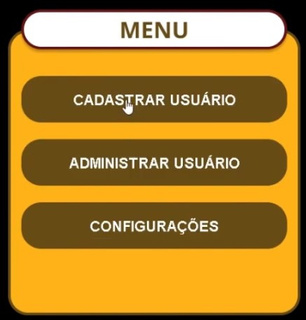 MENU
CADASTRAR USUÁRIO
ADMINISTRAR USUÁRIO
CONFIGURAÇÕES